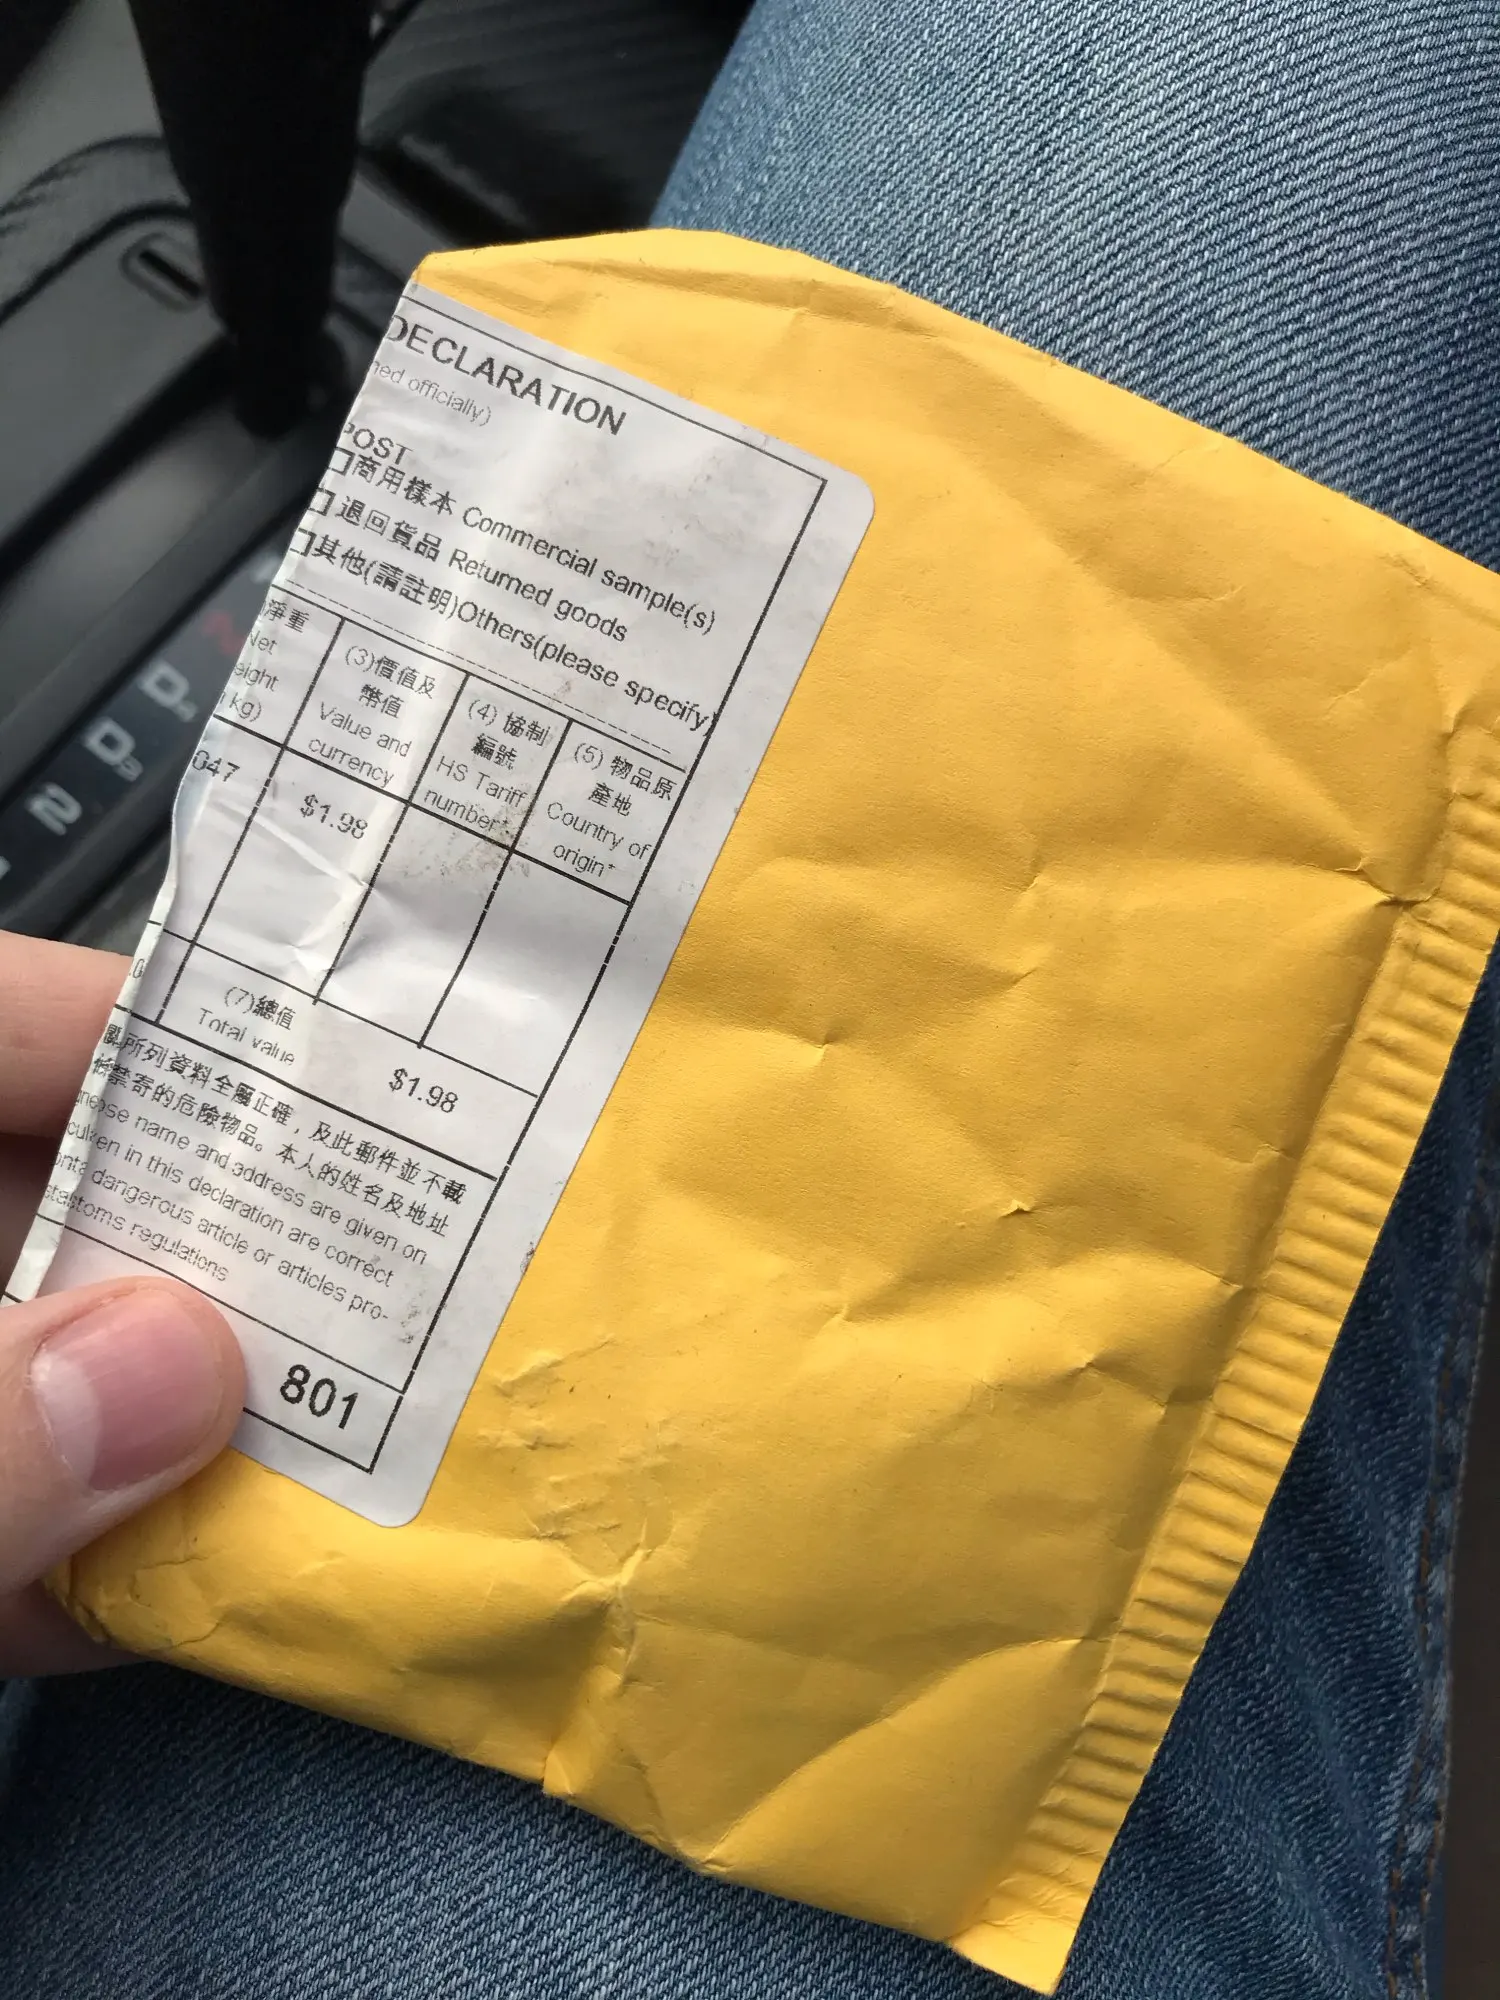 DECLARATION
officially)
POST
商用樣本 Commercial sample(s)
退回貨品 Returned goods
其他(請註明)Others(please specify)
淨重
Net
kg)
(3)價值及
幣值
Value and
currency
(4) 協制
編號
HS Tariff
number*
(5) 物品原
產地
Country of
origin*
047
$1.98
(7)總值
Total value
$1.98
所列資料全屬正確，及此郵件並不載
禁寄的危險物品。本人的姓名及地址
name and address are given on
in this declaration are correct
dangerous article or articles pro-
regulations
801
D4
D3
2